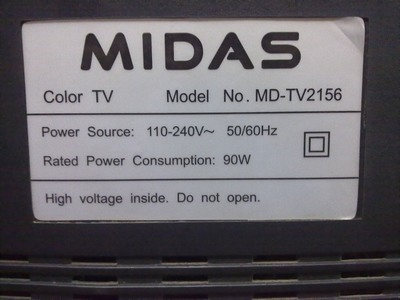 MIDAS
Color TV Model No. MD-TV2156
Power Source: 110-240V~ 50/60Hz
Rated Power Consumption: 90W
High voltage inside. Do not open.